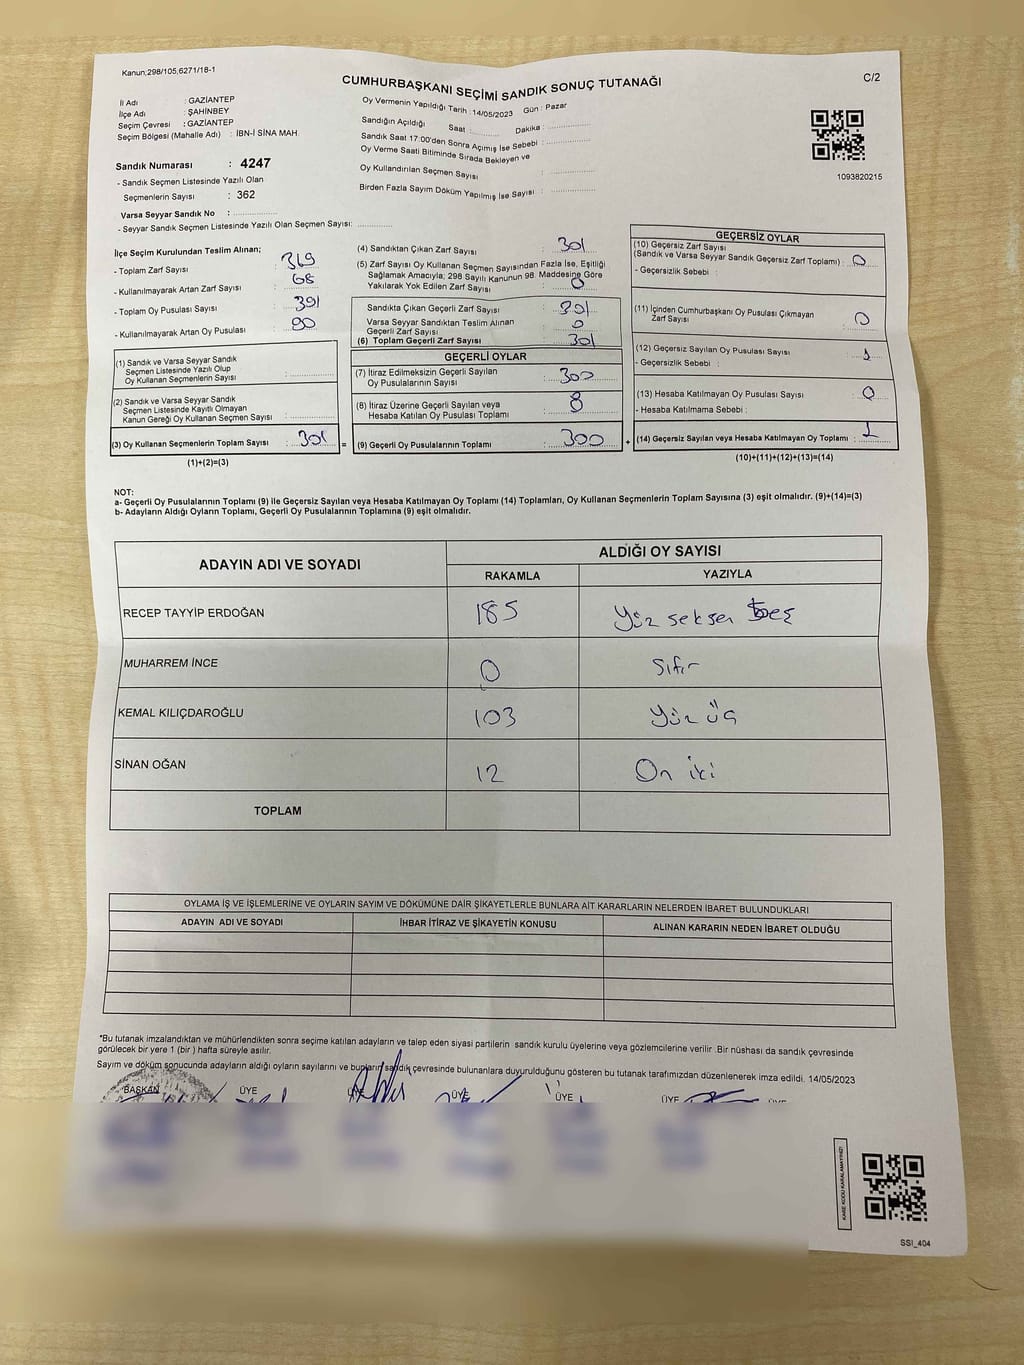 Kanun;298/105,6271/18-1
CUMHURBAŞKANI SEÇİMİ SANDIK SONUÇ TUTANAĞI
C/2
İl Adı : GAZİANTEP
İlçe Adı : ŞAHİNBEY
Seçim Çevresi : GAZİANTEP
Seçim Bölgesi (Mahalle Adı) : İBN-İ SİNA MAH.
Sandık Numarası : 4247
- Sandık Seçmen Listesinde Yazılı Olan
Seçmenlerin Sayısı : 362
Varsa Seyyar Sandık No :
- Seyyar Sandık Seçmen Listesinde Yazılı Olan Seçmen Sayısı:
Oy Vermenin Yapıldığı Tarih : 14/05/2023 Gün : Pazar
Sandığın Açıldığı Saat : Dakika :
Sandık Saat 17:00'den Sonra Açımış İse Sebebi :
Oy Verme Saati Bitiminde Sırada Bekleyen ve
Oy Kullandırılan Seçmen Sayısı :
Birden Fazla Sayım Döküm Yapılmış İse Sayısı :
1093820215
İlçe Seçim Kurulundan Teslim Alınan;
- Toplam Zarf Sayısı : 369
- Kullanılmayarak Artan Zarf Sayısı : 68
- Toplam Oy Pusulası Sayısı : 391
- Kullanılmayarak Artan Oy Pusulası : 90
(1) Sandık ve Varsa Seyyar Sandık
Seçmen Listesinde Yazılı Olup
Oy Kullanan Seçmenlerin Sayısı :
(2) Sandık ve Varsa Seyyar Sandık
Seçmen Listesinde Kayıtlı Olmayan
Kanun Gereği Oy Kullanan Seçmen Sayısı :
(3) Oy Kullanan Seçmenlerin Toplam Sayısı : 301 =
(1)+(2)=(3)
(4) Sandıktan Çıkan Zarf Sayısı : 301
(5) Zarf Sayısı Oy Kullanan Seçmen Sayısından Fazla İse, Eşitliği
Sağlamak Amacıyla; 298 Sayılı Kanunun 98. Maddesine Göre
Yakılarak Yok Edilen Zarf Sayısı : 0
Sandıkta Çıkan Geçerli Zarf Sayısı : 301
Varsa Seyyar Sandıktan Teslim Alınan
Geçerli Zarf Sayısı : 0
(6) Toplam Geçerli Zarf Sayısı : 301
GEÇERLİ OYLAR
(7) İtiraz Edilmeksizin Geçerli Sayılan
Oy Pusulalarının Sayısı : 300
(8) İtiraz Üzerine Geçerli Sayılan veya
Hesaba Katılan Oy Pusulası Toplamı :
(9) Geçerli Oy Pusulalarının Toplamı : 300 +
GEÇERSİZ OYLAR
(10) Geçersiz Zarf Sayısı
(Sandık ve Varsa Seyyar Sandık Geçersiz Zarf Toplamı) : 0
- Geçersizlik Sebebi :
(11) İçinden Cumhurbaşkanı Oy Pusulası Çıkmayan
Zarf Sayısı : 0
(12) Geçersiz Sayılan Oy Pusulası Sayısı : 1
- Geçersizlik Sebebi :
(13) Hesaba Katılmayan Oy Pusulası Sayısı : 0
- Hesaba Katılmama Sebebi :
(14) Geçersiz Sayılan veya Hesaba Katılmayan Oy Toplamı : 1
(10)+(11)+(12)+(13)=(14)
NOT:
a- Geçerli Oy Pusulalarının Toplamı (9) ile Geçersiz Sayılan veya Hesaba Katılmayan Oy Toplamı (14) Toplamları, Oy Kullanan Seçmenlerin Toplam Sayısına (3) eşit olmalıdır. (9)+(14)=(3)
b- Adayların Aldığı Oyların Toplamı, Geçerli Oy Pusulalarının Toplamına (9) eşit olmalıdır.
ADAYIN ADI VE SOYADI
ALDIĞI OY SAYISI
RAKAMLA YAZIYLA
RECEP TAYYİP ERDOĞAN 185 Yüz seksen beş
MUHARREM İNCE 0 Sıfır
KEMAL KILIÇDAROĞLU 103 Yüz üç
SİNAN OĞAN 12 On iki
TOPLAM
OYLAMA İŞ VE İŞLEMLERİNE VE OYLARIN SAYIM VE DÖKÜMÜNE DAİR ŞİKAYETLERLE BUNLARA AİT KARARLARIN NELERDEN İBARET BULUNDUKLARI
ADAYIN ADI VE SOYADI İHBAR İTİRAZ VE ŞİKAYETİN KONUSU ALINAN KARARIN NEDEN İBARET OLDUĞU
*Bu tutanak imzalandıktan ve mühürlendikten sonra seçime katılan adayların ve talep eden siyasi partilerin sandık kurulu üyelerine veya gözlemcilerine verilir .Bir nüshası da sandık çevresinde
görülecek bir yere 1 (bir ) hafta süreyle asılır.
Sayım ve döküm sonucunda adayların aldığı oyların sayılarını ve bunların sandık çevresinde bulunanlara duyurulduğunu gösteren bu tutanak tarafımızdan düzenlenerek imza edildi. 14/05/2023
BAŞKAN ÜYE ÜYE ÜYE ÜYE ÜYE ÜYE
KARE KODU KARALAMAYINIZ!
SSI_404